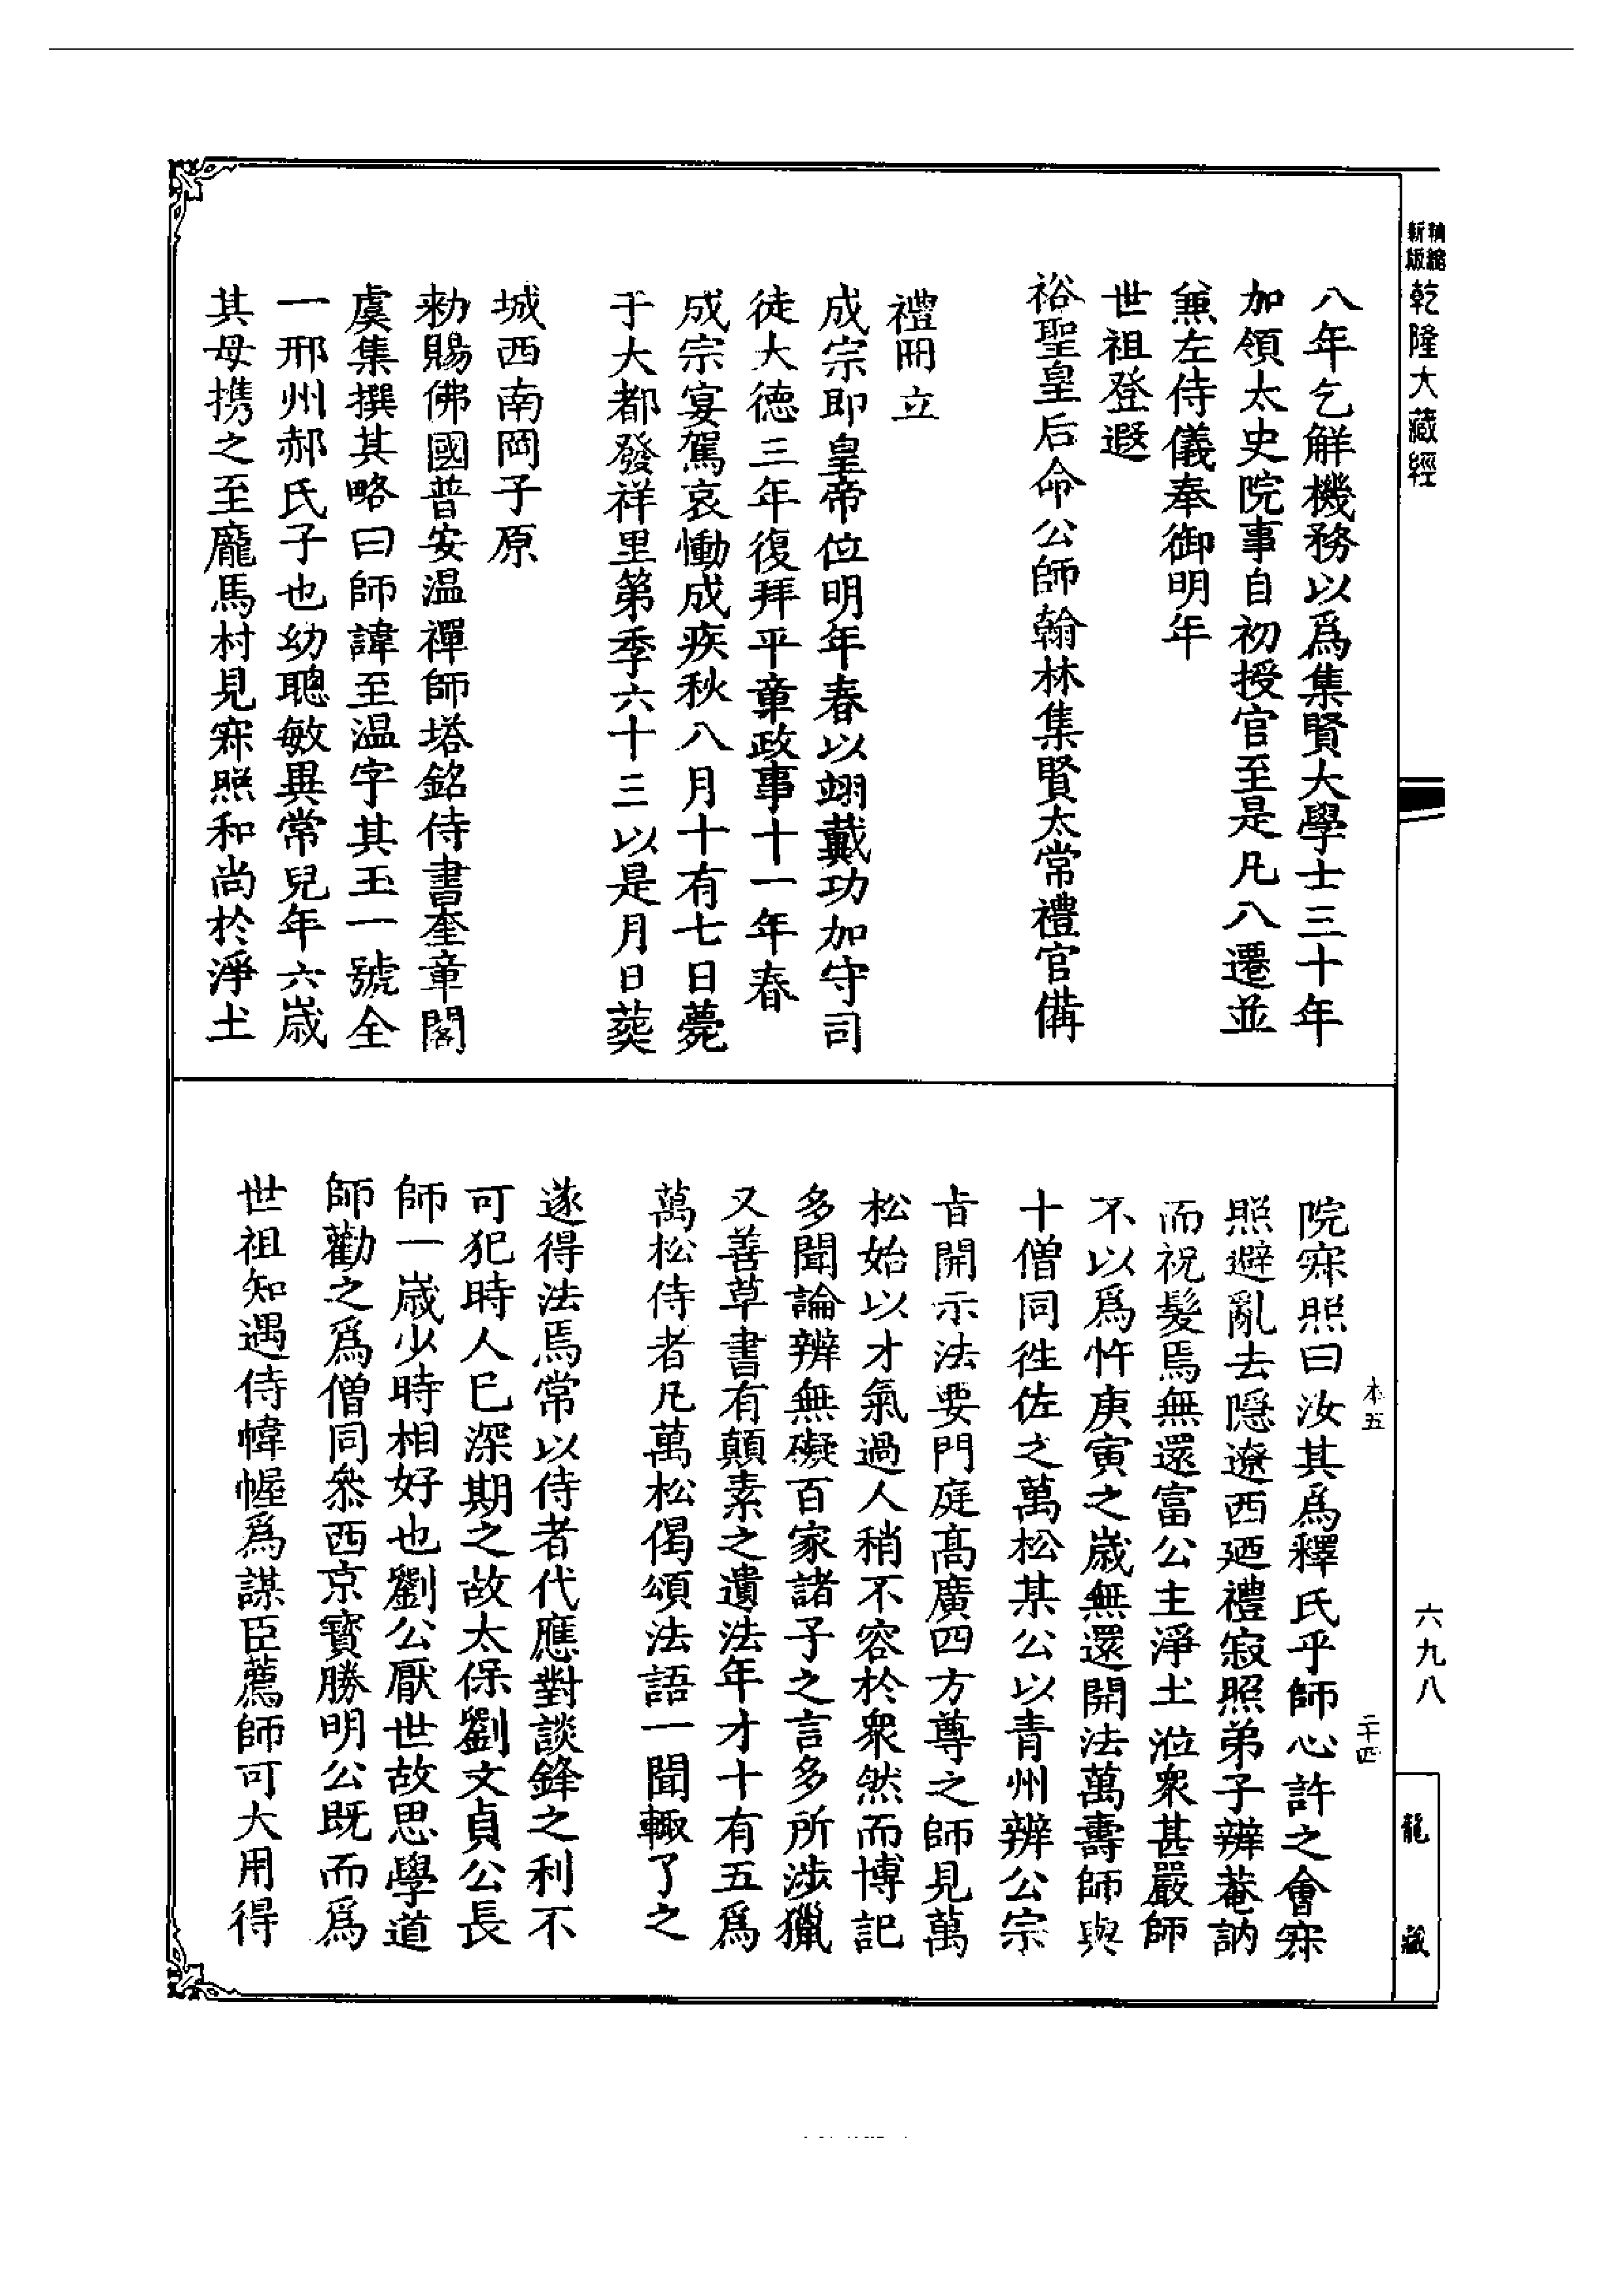 精縮
新版
乾隆大藏經
八年乞解機務以爲集賢大學士三十年
加領太史院事自初授官至是凡八遷並
兼左侍儀奉御明年
世祖登遐
裕聖皇后命公師翰林集賢太常禮官備
禮冊立
成宗即皇帝位明年春以翊戴功加守司
徒大德三年復拜平章政事十一年春
成宗宴駕哀慟成疾秋八月十有七日薨
于大都發祥里第季六十三以是月日葬
城西南岡子原
勅賜佛國普安温禪師塔銘侍書奎章閣
虞集撰其略曰師諱至温字其玉一號全
一邢州郝氏子也幼聰敏異常兒年六歲
其母携之至龎馬村見𡧯照和尚於淨土
本五
院𡧯照曰汝其爲釋氏乎師心許之會𡧯
照避亂去隱遼西廼禮寂照弟子辨菴訥
而祝髮焉無還富公主淨土涖衆甚嚴師
不以爲忤庚寅之歲無還開法萬壽師與
十僧同徃佐之萬松某公以青州辨公宗
旨開示法要門庭高廣四方尊之師見萬
松始以才氣過人稍不容於衆然而博記
多聞論辨無礙百家諸子之言多所涉獵
又善草書有顛素之遺法年才十有五爲
萬松侍者凡萬松偈頌法語一聞輙了之
遂得法焉常以侍者代應對談鋒之利不
可犯時人已深期之故太保劉文貞公長
師一歲少時相好也劉公厭世故思學道
師勸之爲僧同叅西京寳勝明公既而爲
世祖知遇侍幃幄爲謀臣薦師可大用得
二十四
六九八
龍藏